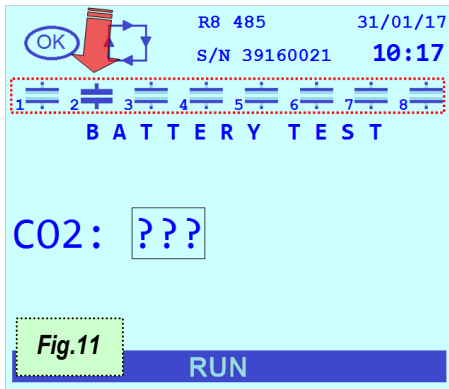 OK R8 485 31/01/17
S/N 39160021 10:17
1 2 3 4 5 6 7 8
BATTERY TEST
CO2: ???
Fig.11
RUN